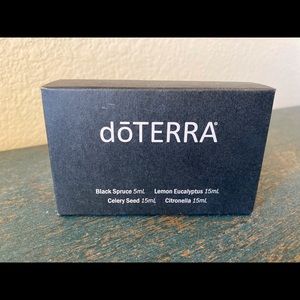 dōTERRA®
Black Spruce 5mL Lemon Eucalyptus 15mL
Celery Seed 15mL Citronella 15mL